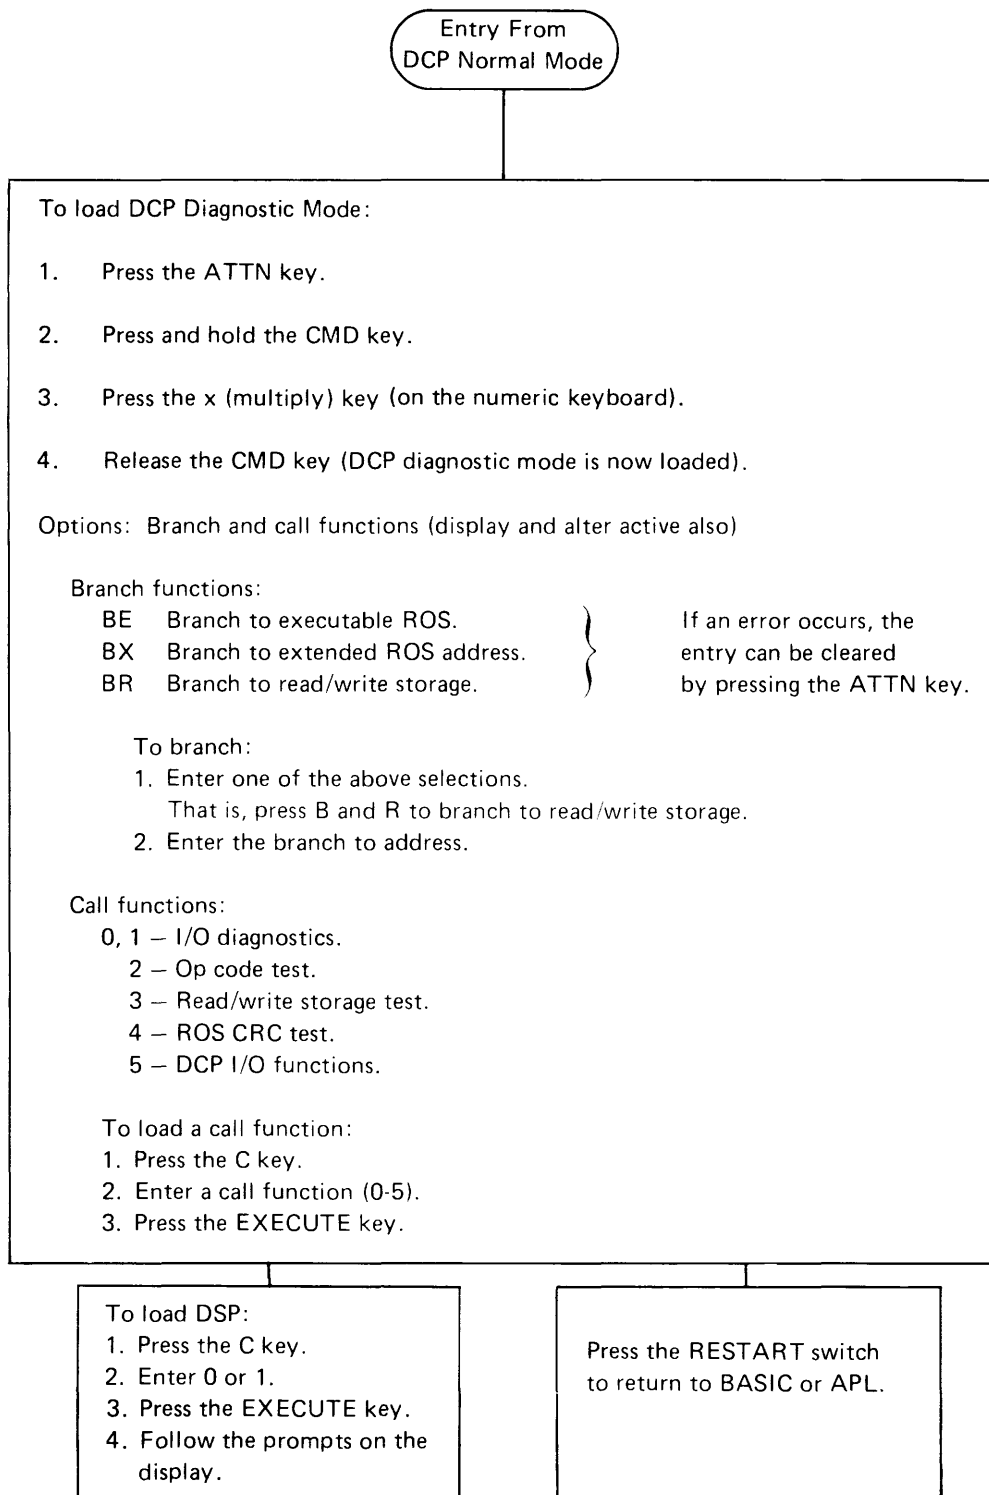 Entry From
DCP Normal Mode
To load DCP Diagnostic Mode:
1. Press the ATTN key.
2. Press and hold the CMD key.
3. Press the x (multiply) key (on the numeric keyboard).
4. Release the CMD key (DCP diagnostic mode is now loaded).
Options: Branch and call functions (display and alter active also)
Branch functions:
BE Branch to executable ROS.
BX Branch to extended ROS address.
BR Branch to read/write storage.
If an error occurs, the
entry can be cleared
by pressing the ATTN key.
To branch:
1. Enter one of the above selections.
That is, press B and R to branch to read/write storage.
2. Enter the branch to address.
Call functions:
0, 1 – I/O diagnostics.
2 – Op code test.
3 – Read/write storage test.
4 – ROS CRC test.
5 – DCP I/O functions.
To load a call function:
1. Press the C key.
2. Enter a call function (0-5).
3. Press the EXECUTE key.
To load DSP:
1. Press the C key.
2. Enter 0 or 1.
3. Press the EXECUTE key.
4. Follow the prompts on the
display.
Press the RESTART switch
to return to BASIC or APL.